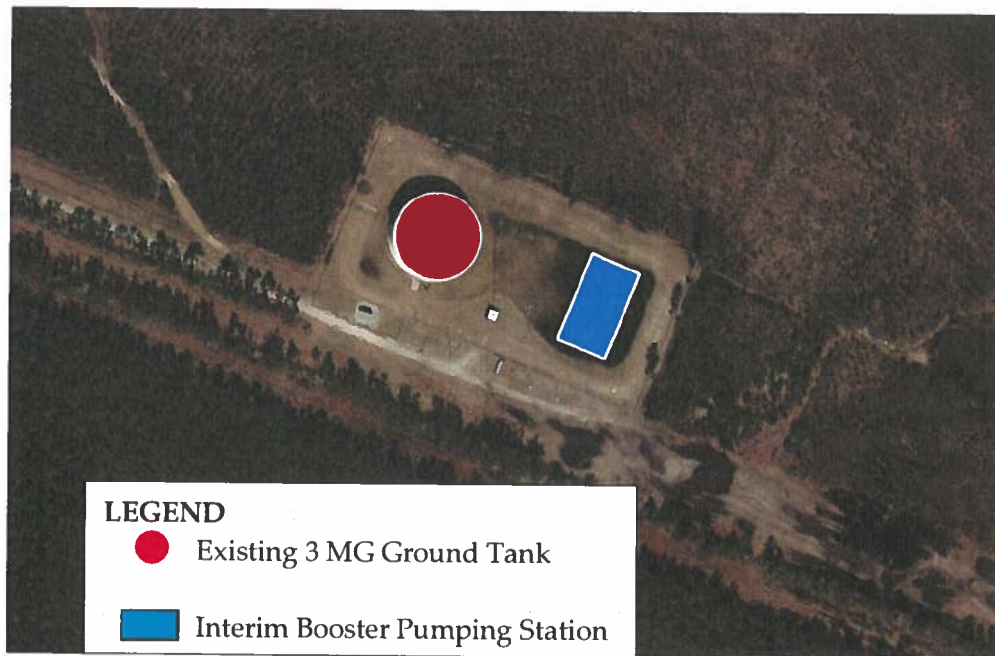 LEGEND
Existing 3 MG Ground Tank
Interim Booster Pumping Station